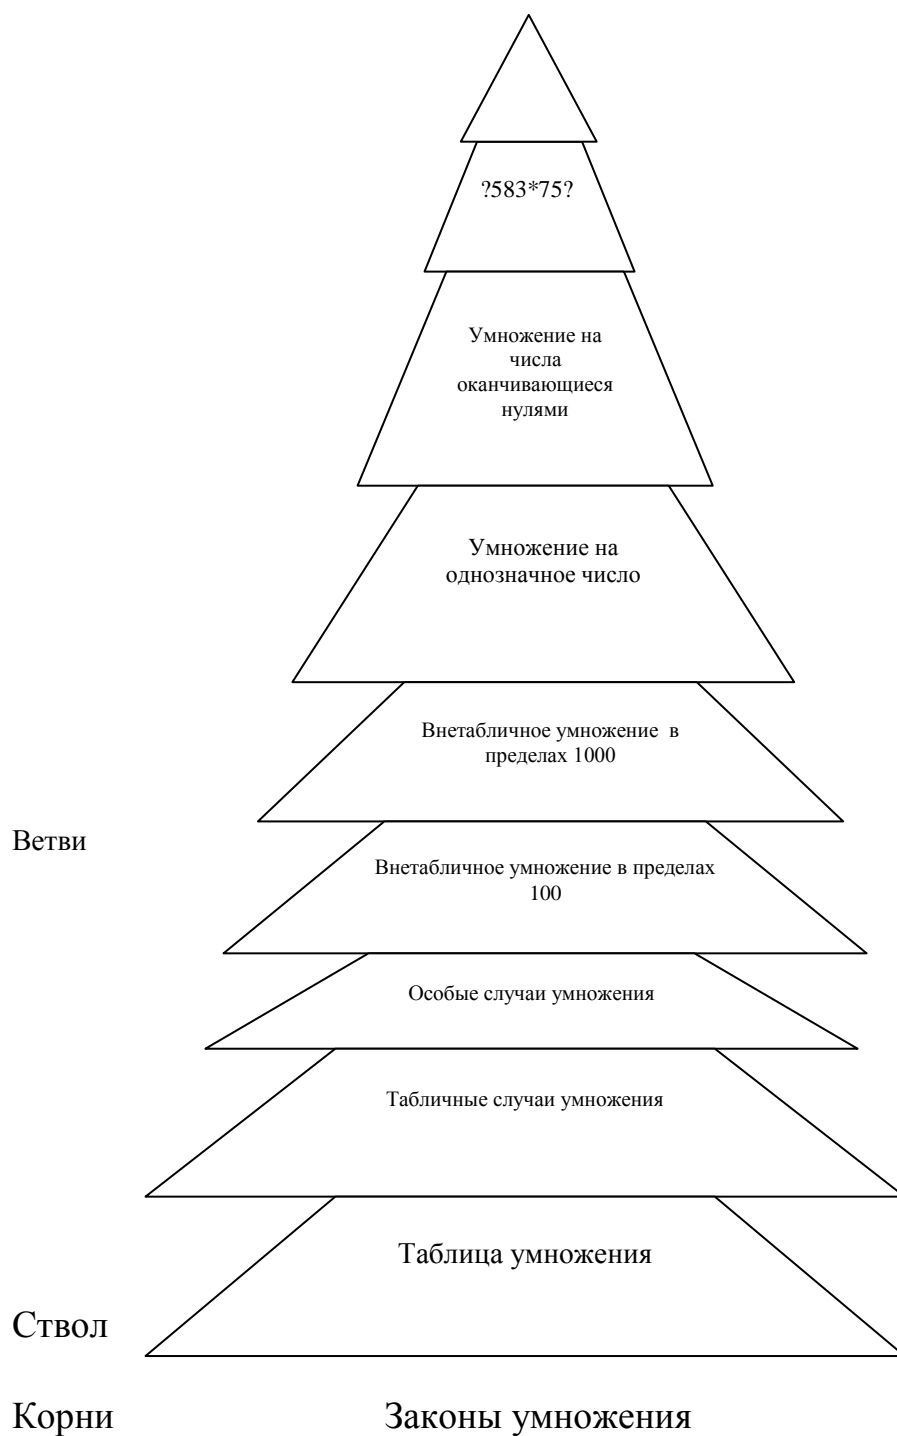 ?583*75?
Умножение на
числа
оканчивающиеся
нулями
Умножение на
однозначное число
Внетабличное умножение в
пределах 1000
Ветви
Внетабличное умножение в пределах
100
Особые случаи умножения
Табличные случаи умножения
Таблица умножения
Ствол
Корни Законы умножения